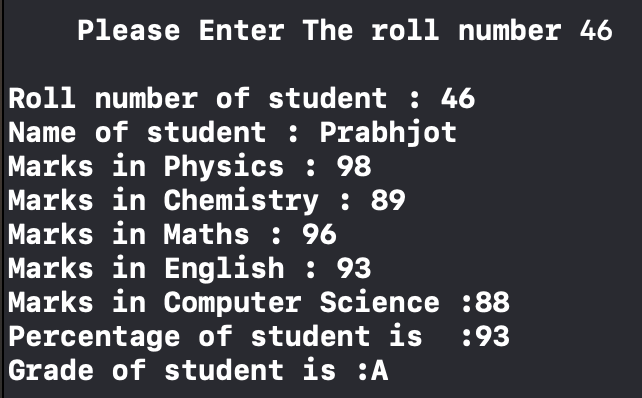 Please Enter The roll number 46
Roll number of student : 46
Name of student : Prabhjot
Marks in Physics : 98
Marks in Chemistry : 89
Marks in Maths : 96
Marks in English : 93
Marks in Computer Science :88
Percentage of student is  :93
Grade of student is :A